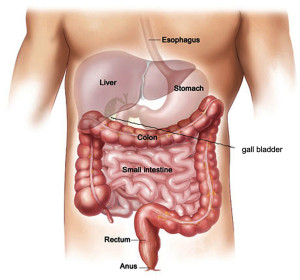 Esophagus
Liver
Stomach
Colon
gall bladder
Small Intestine
Rectum
Anus